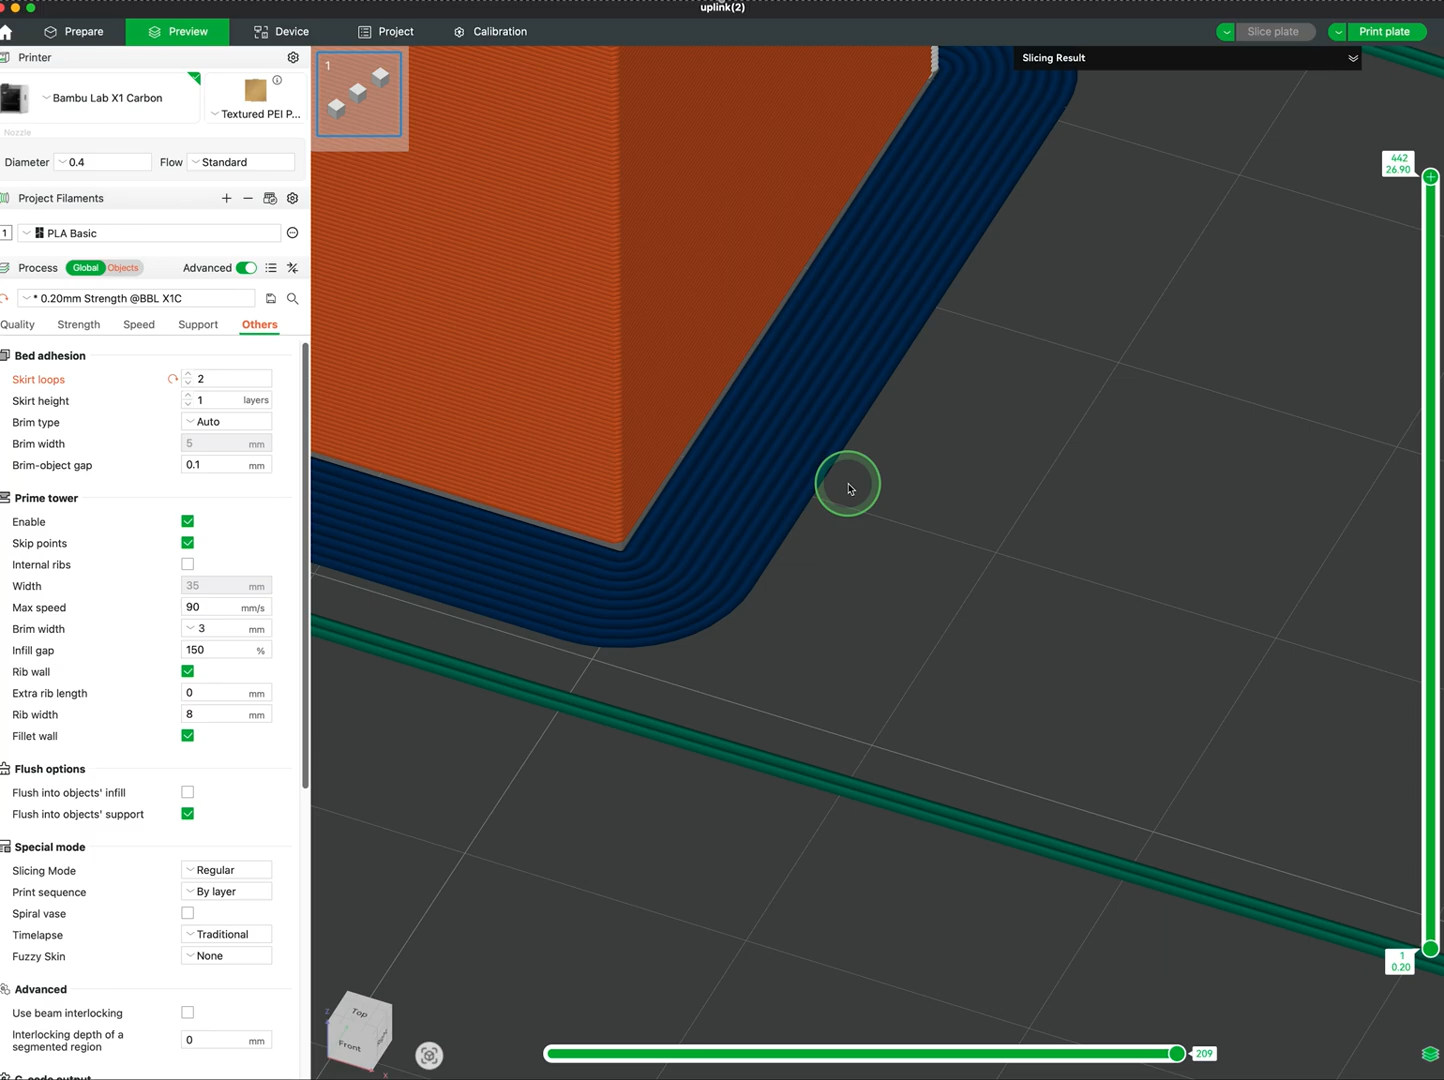 uplink(2)
Prepare
Preview
Device
Project
Calibration
Slice plate
Print plate
Printer
Bambu Lab X1 Carbon
Textured PEI P...
Nozzle
Diameter 0.4 Flow Standard
Project Filaments
1 PLA Basic
Process Global Objects Advanced
* 0.20mm Strength @BBL X1C
Quality Strength Speed Support Others
Bed adhesion
Skirt loops 2
Skirt height 1 layers
Brim type Auto
Brim width 5 mm
Brim-object gap 0.1 mm
Prime tower
Enable
Skip points
Internal ribs
Width 35 mm
Max speed 90 mm/s
Brim width 3 mm
Infill gap 150 %
Rib wall
Extra rib length 0 mm
Rib width 8 mm
Fillet wall
Flush options
Flush into objects' infill
Flush into objects' support
Special mode
Slicing Mode Regular
Print sequence By layer
Spiral vase
Timelapse Traditional
Fuzzy Skin None
Advanced
Use beam interlocking
Interlocking depth of a
segmented region 0 mm
G-code output
1
Slicing Result
442
26.90
1
0.20
Top
Front
z
x
209